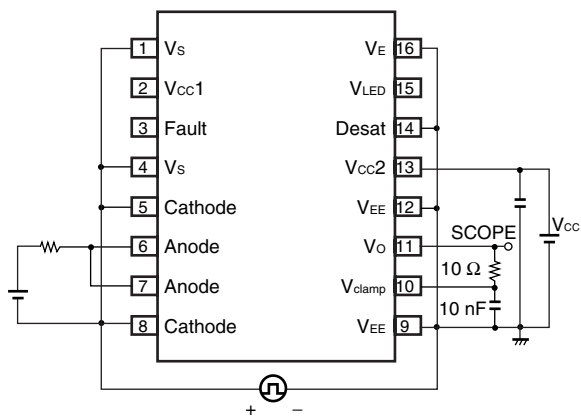 1 VS VE 16
2 VCC1 VLED 15
3 Fault Desat 14
4 VS VCC2 13
5 Cathode VEE 12
6 Anode VO 11 SCOPE
VCC
10 Ω
7 Anode Vclamp 10
10 nF
8 Cathode VEE 9
+ −